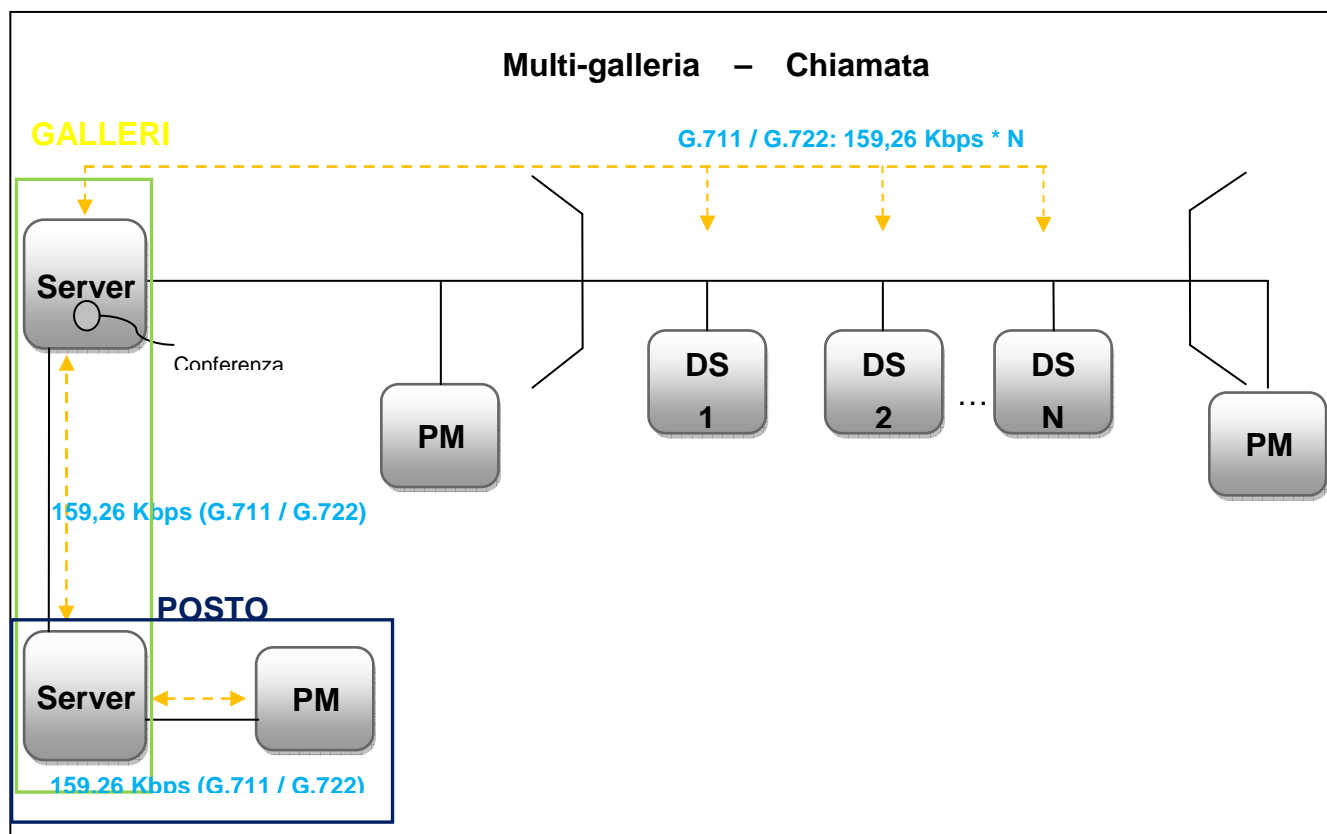 Multi-galleria – Chiamata
GALLERI
G.711 / G.722: 159,26 Kbps * N
Server
Conferenza
PM
DS
1
DS
2
...
DS
N
PM
159,26 Kbps (G.711 / G.722)
POSTO
Server
PM
159,26 Kbps (G.711 / G.722)